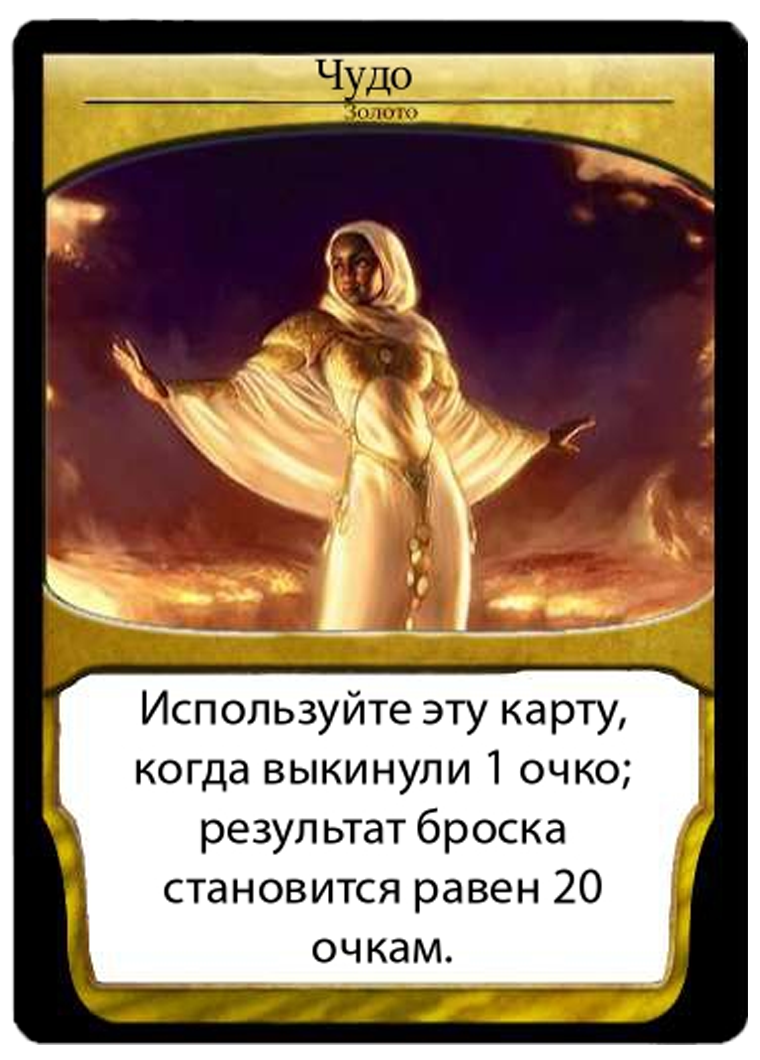 Чудо
Золото
Используйте эту карту,
когда выкинули 1 очко;
результат броска
становится равен 20
очкам.